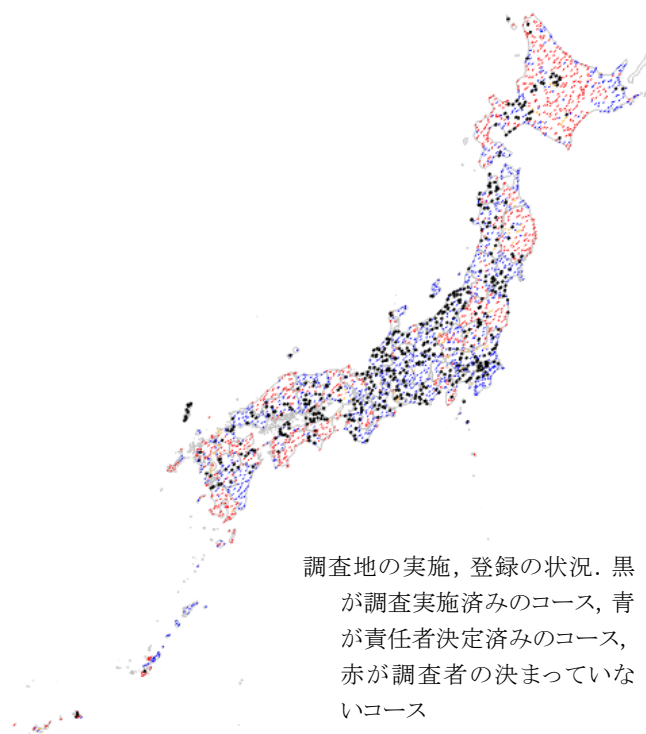 調査地の実施, 登録の状況. 黒
が調査実施済みのコース, 青
が責任者決定済みのコース,
赤が調査者の決まっていな
いコース